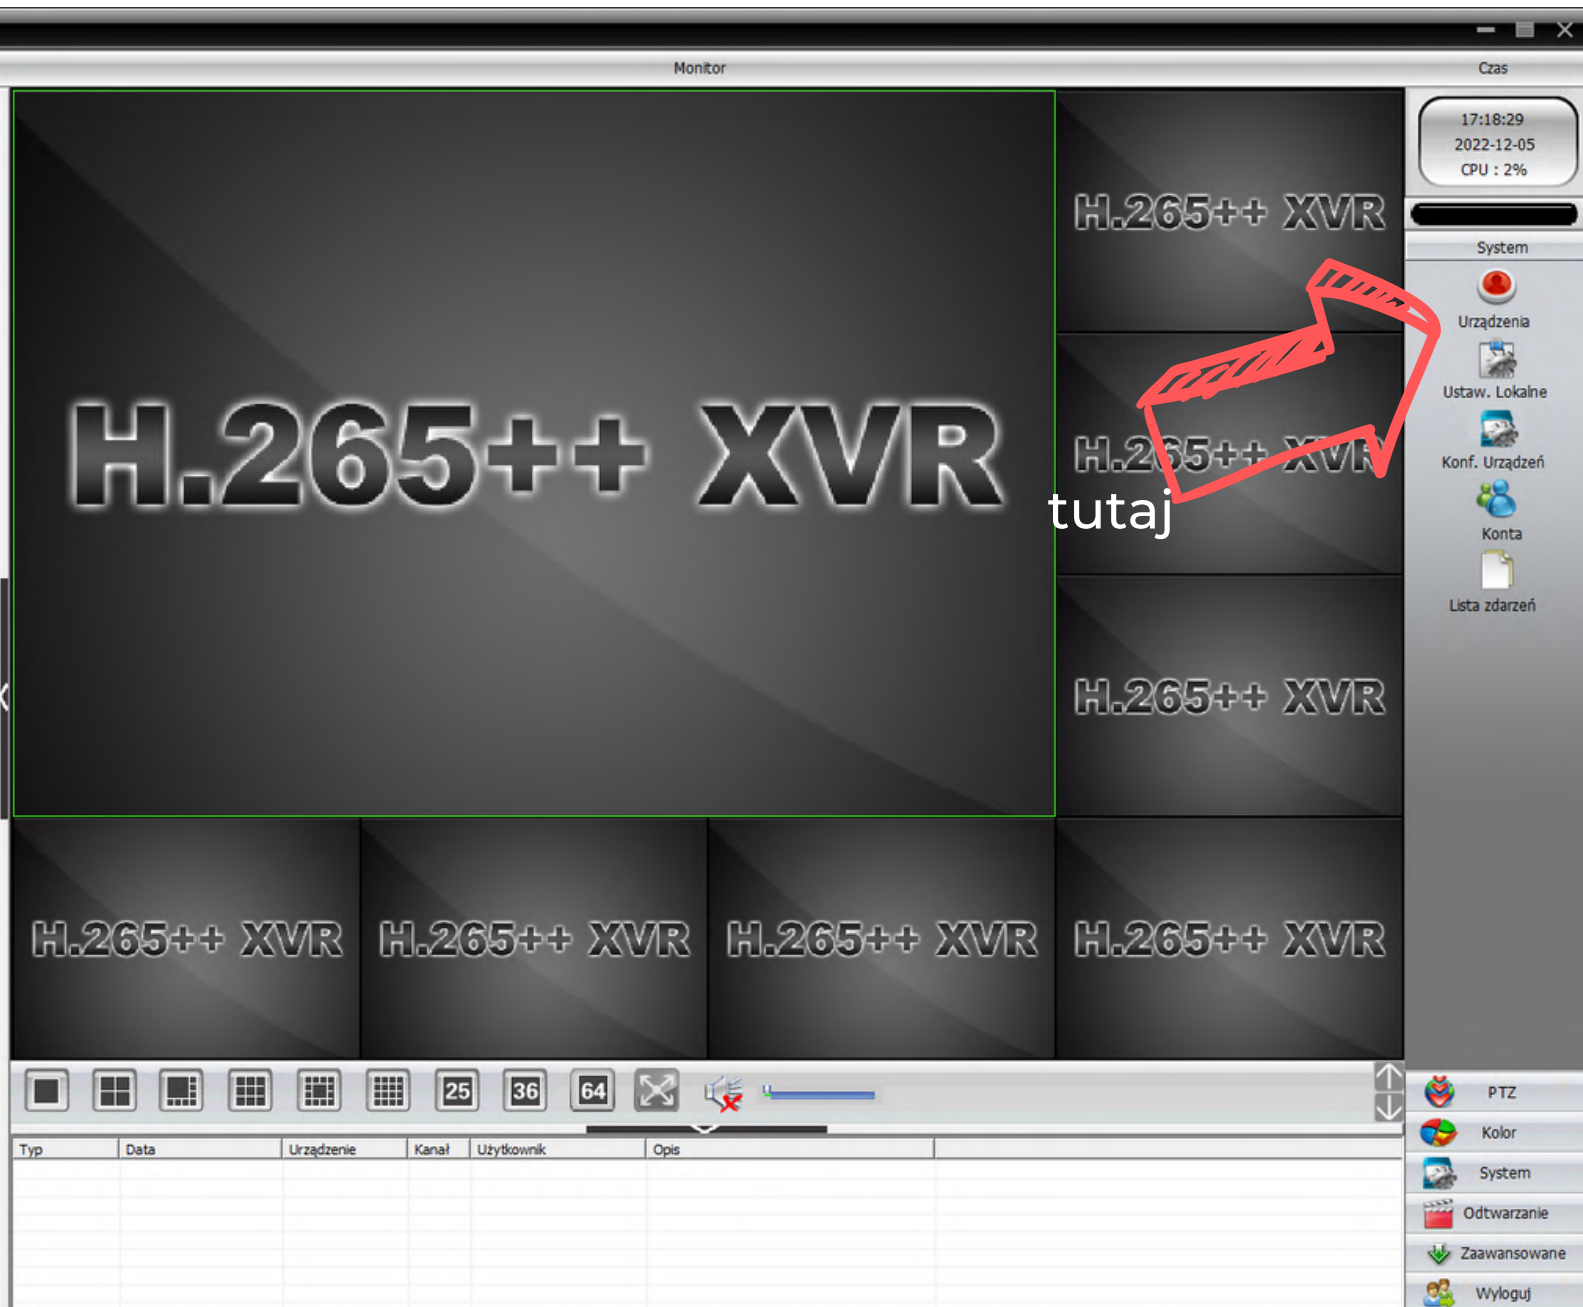 Monitor
Czas
17:18:29
2022-12-05
CPU : 2%
System
Urządzenia
Ustaw. Lokalne
Konf. Urządzeń
Konta
Lista zdarzeń
H.265++ XVR
H.265++ XVR
H.265++ XVR
tutaj
H.265++ XVR
H.265++ XVR
H.265++ XVR
H.265++ XVR
H.265++ XVR
25
36
64
Typ
Data
Urządzenie
Kanał
Użytkownik
Opis
PTZ
Kolor
System
Odtwarzanie
Zaawansowane
Wyloguj